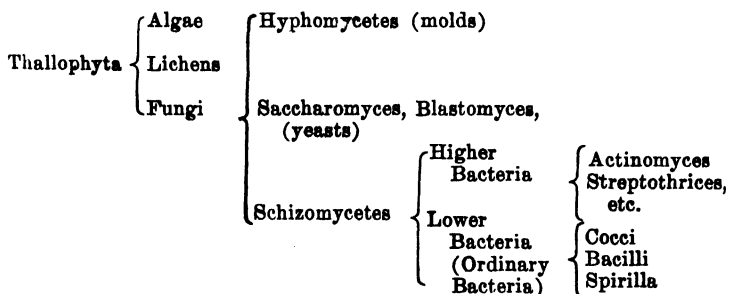 Thallophyta
Algae
Lichens
Fungi
Hyphomycetes (molds)
Saccharomyces, Blastomyces,
(yeasts)
Schizomycetes
Higher
Bacteria
Actinomyces
Streptothrices,
etc.
Lower
Bacteria
(Ordinary
Bacteria)
Cocci
Bacilli
Spirilla